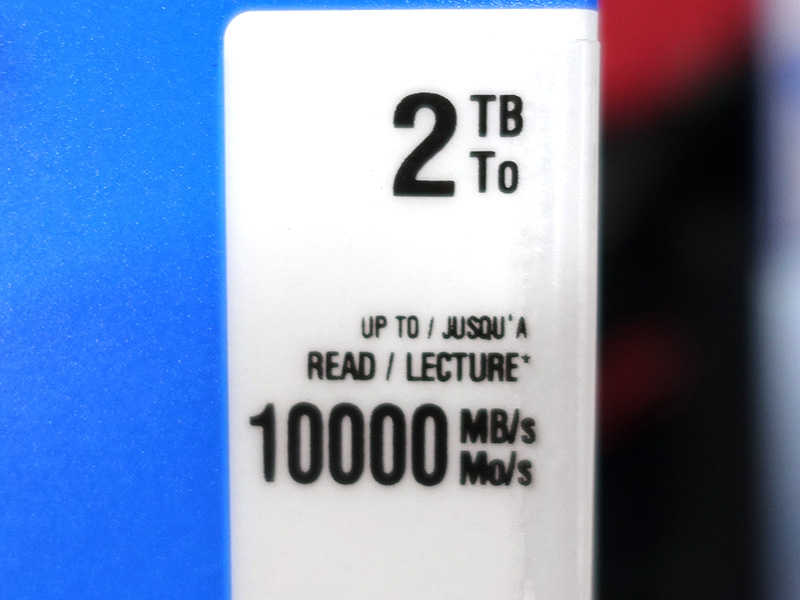 2 TB
To
UP TO / JUSQU'A
READ / LECTURE*
10000 MB/s
Mo/s